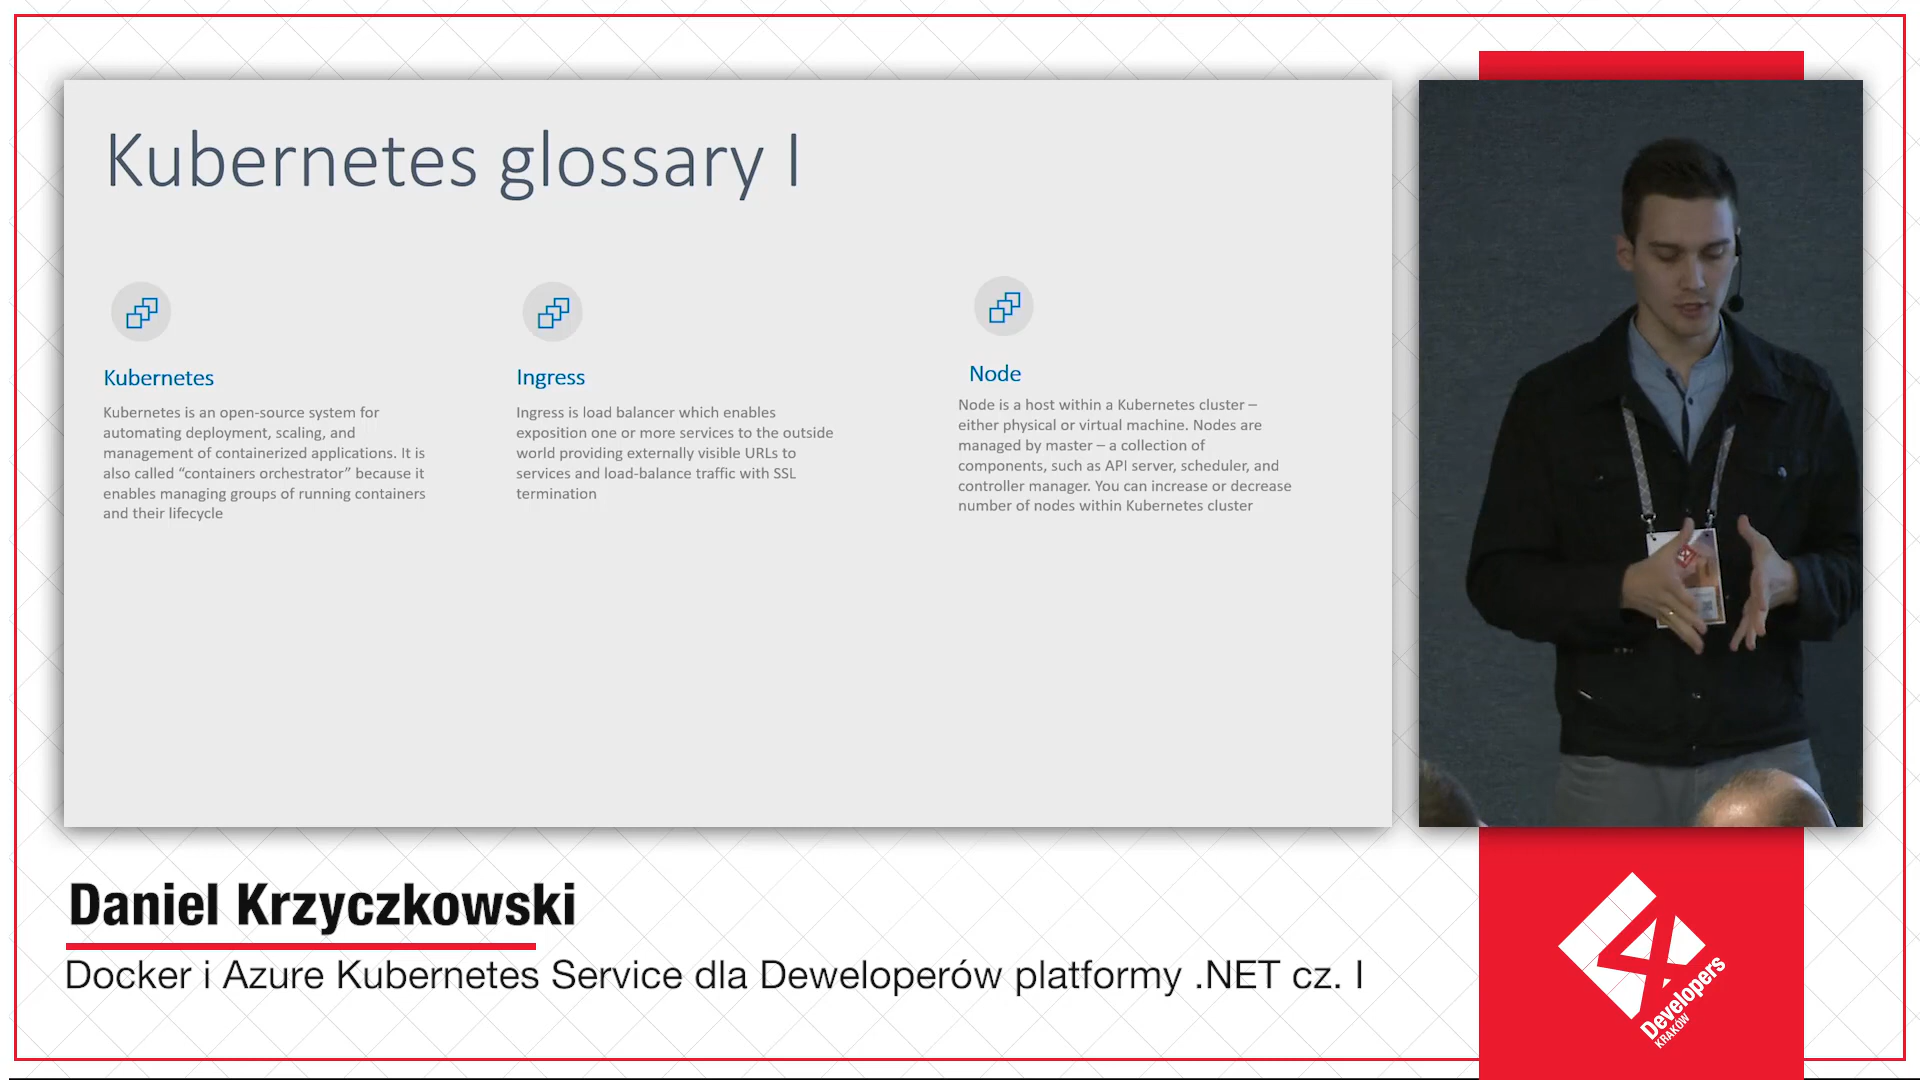 Kubernetes glossary I
Kubernetes
Kubernetes is an open-source system for
automating deployment, scaling, and
management of containerized applications. It is
also called “containers orchestrator” because it
enables managing groups of running containers
and their lifecycle
Ingress
Ingress is load balancer which enables
exposition one or more services to the outside
world providing externally visible URLs to
services and load-balance traffic with SSL
termination
Node
Node is a host within a Kubernetes cluster –
either physical or virtual machine. Nodes are
managed by master – a collection of
components, such as API server, scheduler, and
controller manager. You can increase or decrease
number of nodes within Kubernetes cluster
Daniel Krzyczkowski
Docker i Azure Kubernetes Service dla Deweloperów platformy .NET cz. I
4
Developers
KRAKÓW